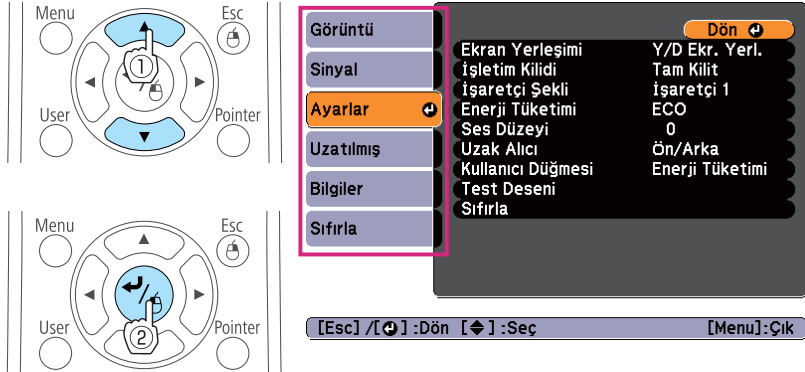 Menu
Esc
①
User
Pointer
Menu
Esc
②
User
Pointer
Görüntü
Sinyal
Ayarlar
Uzatılmış
Bilgiler
Sıfırla
Dön
Ekran Yerleşimi Y/D Ekr. Yerl.
İşletim Kilidi Tam Kilit
İşaretçi Şekli İşaretçi 1
Enerji Tüketimi ECO
Ses Düzeyi 0
Uzak Alıcı Ön/Arka
Kullanıcı Düğmesi Enerji Tüketimi
Test Deseni
Sıfırla
[Esc] /[⏎] :Dön [◆] :Seç [Menu]:Çık